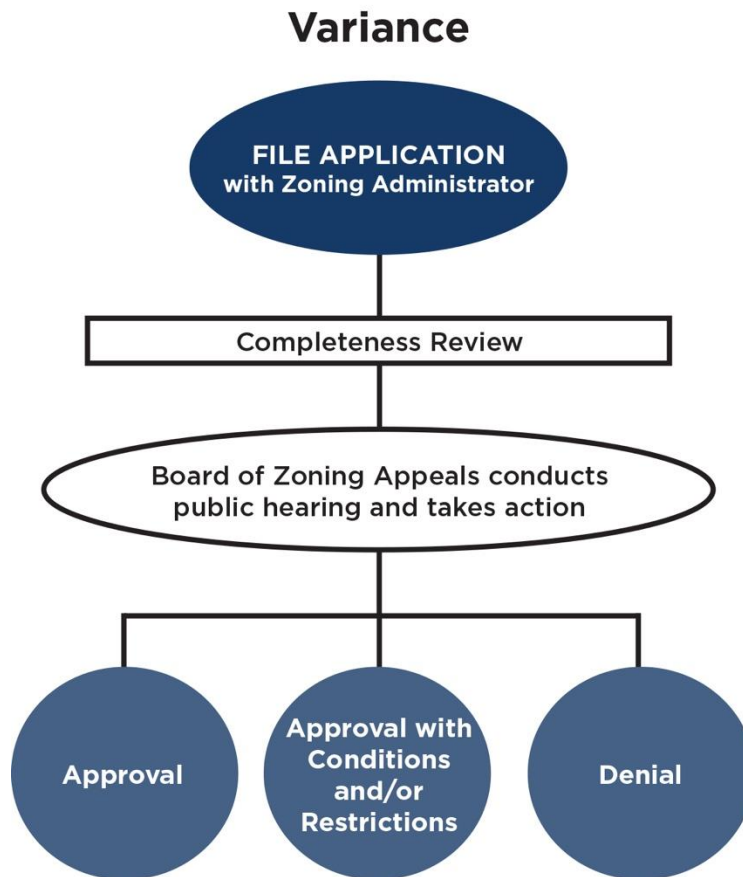 Variance
FILE APPLICATION
with Zoning Administrator
Completeness Review
Board of Zoning Appeals conducts
public hearing and takes action
Approval
Approval with
Conditions
and/or
Restrictions
Denial